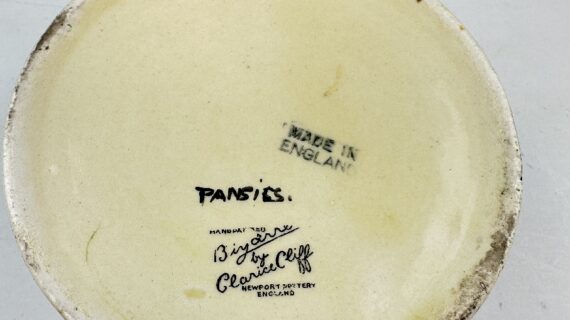 MADE IN
ENGLAND
PANSIES.
HANDPAINTED
Bizarre
by
Clarice Cliff
NEWPORT POTTERY
ENGLAND